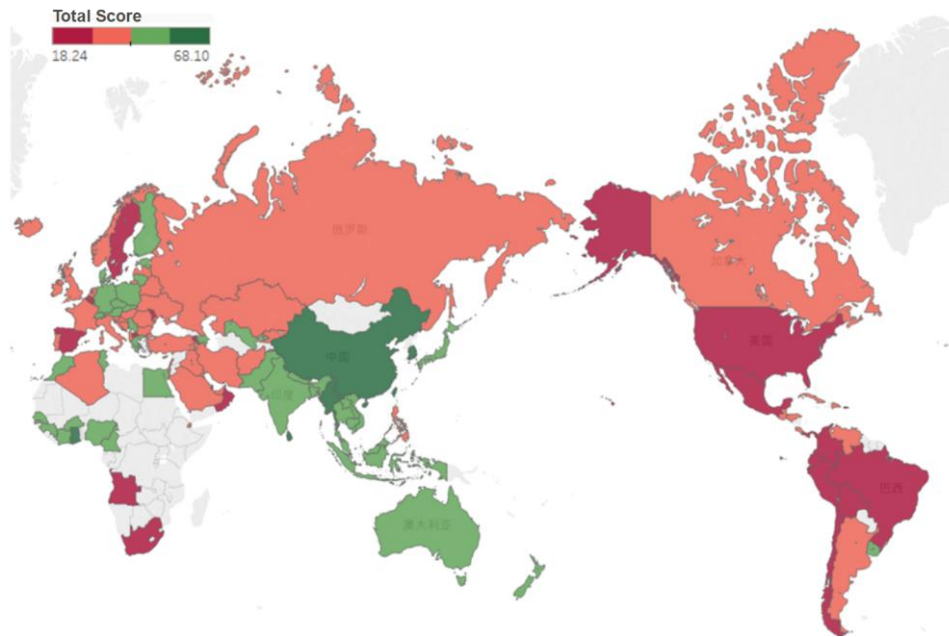 Total Score
18.24 68.10
俄罗斯
加拿大
中国
美国
印度
巴西
澳大利亚